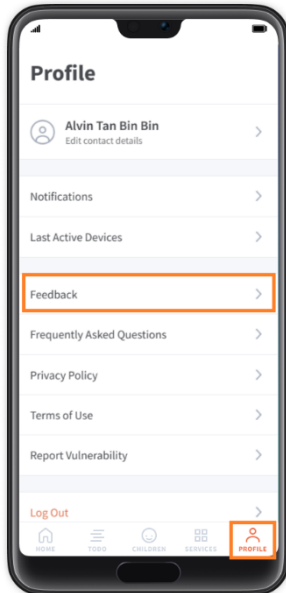 Profile
Alvin Tan Bin Bin
Edit contact details
Notifications
Last Active Devices
Feedback
Frequently Asked Questions
Privacy Policy
Terms of Use
Report Vulnerability
Log Out
HOME TODO CHILDREN SERVICES PROFILE